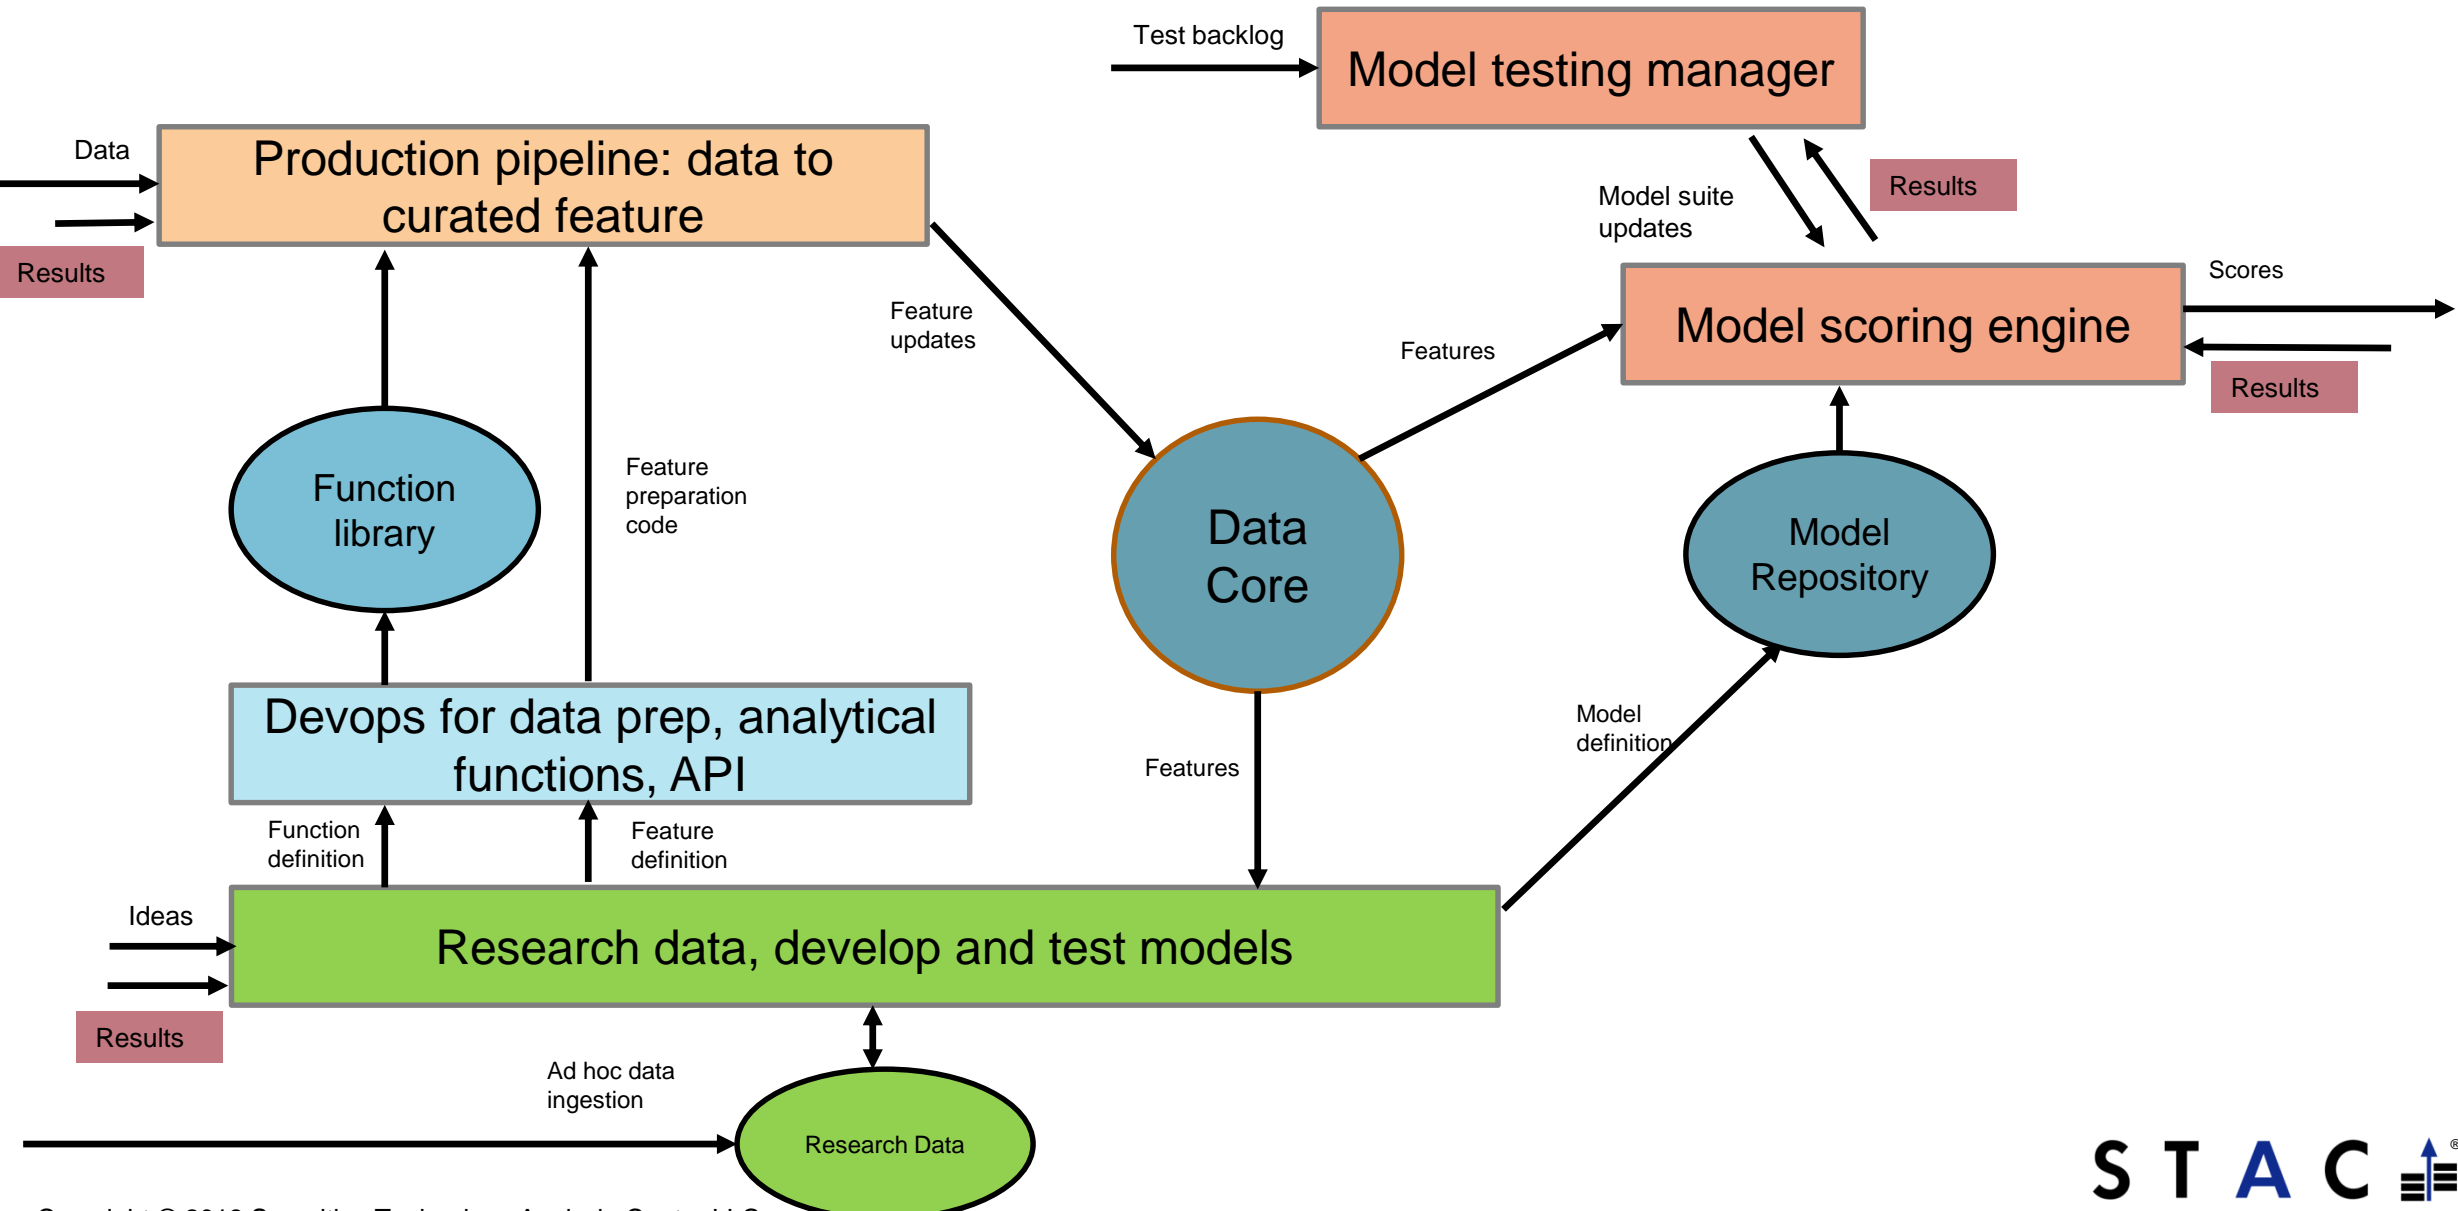 Test backlog
Model testing manager
Data
Production pipeline: data to
curated feature
Results
Model suite
updates
Results
Scores
Feature
updates
Features
Model scoring engine
Results
Function
library
Feature
preparation
code
Data
Core
Model
Repository
Devops for data prep, analytical
functions, API
Features
Model
definition
Function
definition
Feature
definition
Ideas
Research data, develop and test models
Results
Ad hoc data
ingestion
Research Data
STAC®